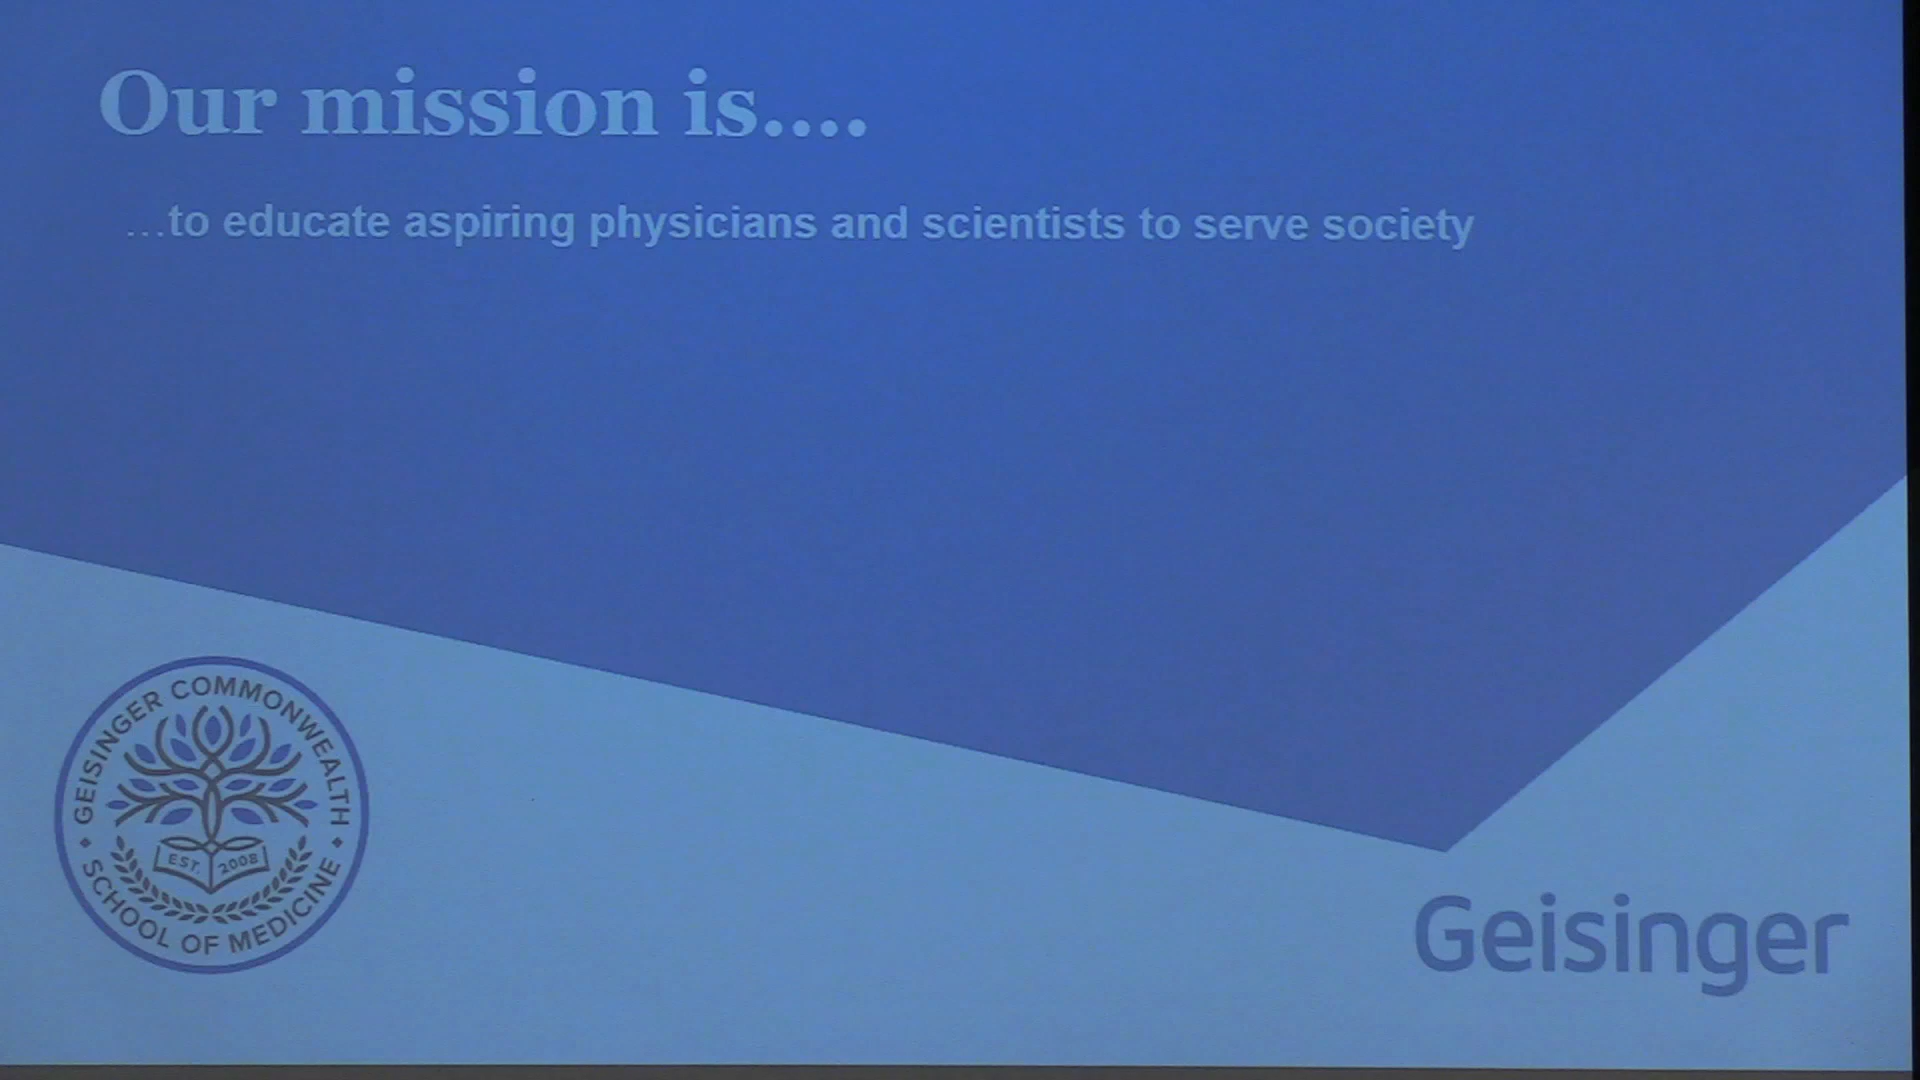 Our mission is....
...to educate aspiring physicians and scientists to serve society
GEISINGER COMMONWEALTH
EST. 2008
SCHOOL OF MEDICINE
Geisinger